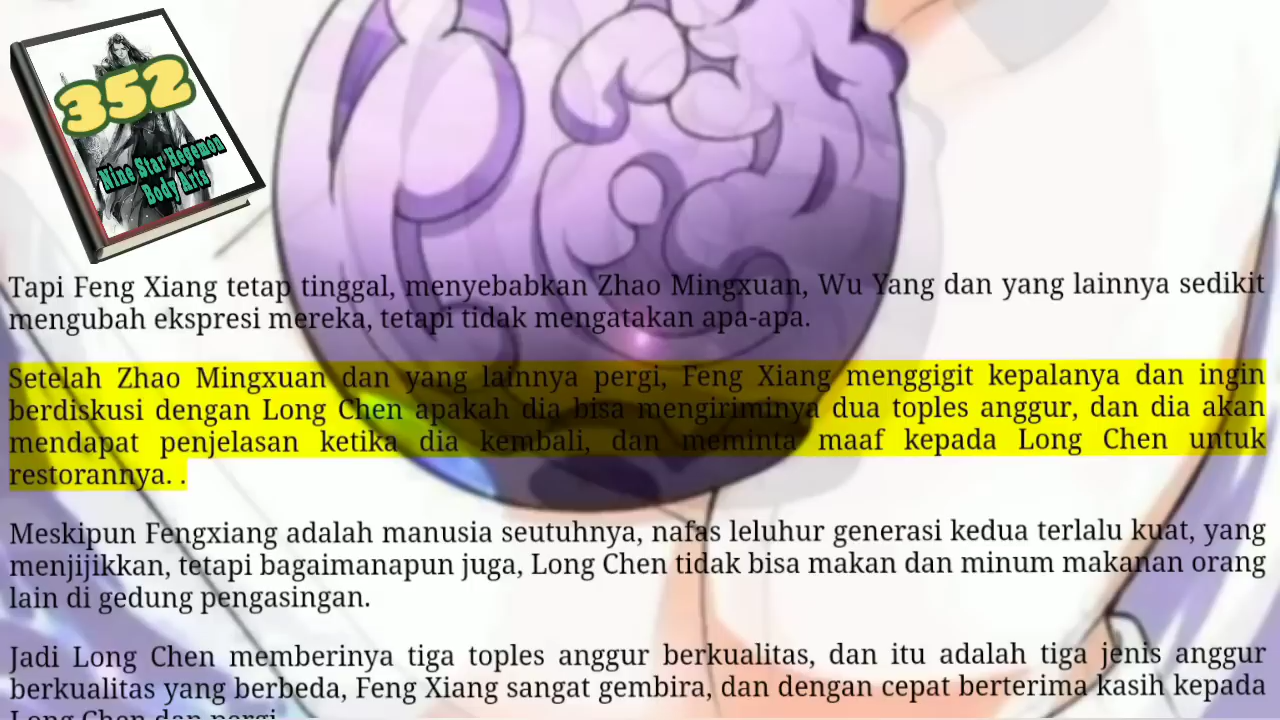 352
Nine Star Hegemon
Body Arts
Tapi Feng Xiang tetap tinggal, menyebabkan Zhao Mingxuan, Wu Yang dan yang lainnya sedikit
mengubah ekspresi mereka, tetapi tidak mengatakan apa-apa.
Setelah Zhao Mingxuan dan yang lainnya pergi, Feng Xiang menggigit kepalanya dan ingin
berdiskusi dengan Long Chen apakah dia bisa mengiriminya dua toples anggur, dan dia akan
mendapat penjelasan ketika dia kembali, dan meminta maaf kepada Long Chen untuk
restorannya. .
Meskipun Fengxiang adalah manusia seutuhnya, nafas leluhur generasi kedua terlalu kuat, yang
menjijikkan, tetapi bagaimanapun juga, Long Chen tidak bisa makan dan minum makanan orang
lain di gedung pengasingan.
Jadi Long Chen memberinya tiga toples anggur berkualitas, dan itu adalah tiga jenis anggur
berkualitas yang berbeda, Feng Xiang sangat gembira, dan dengan cepat berterima kasih kepada
Long Chen dan pergi.